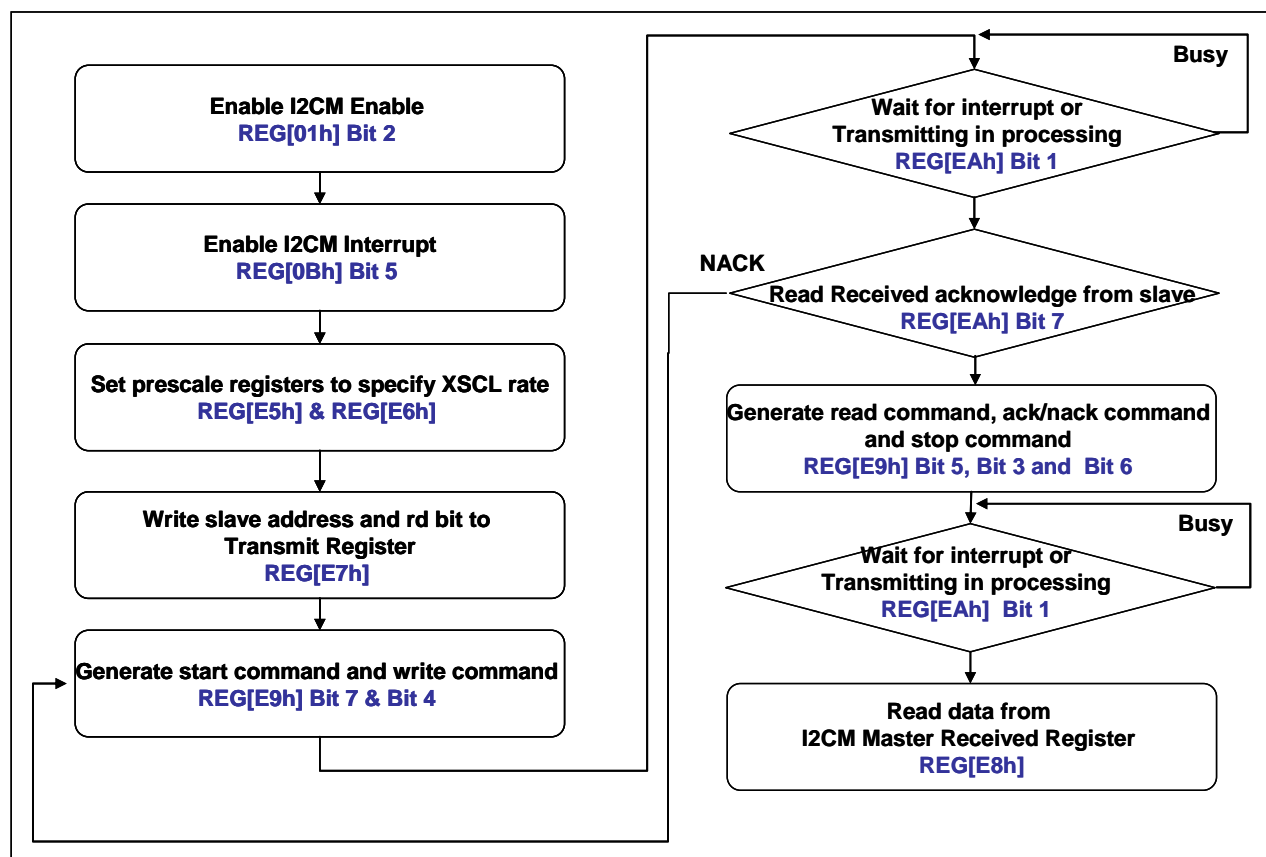 Enable I2CM Enable
REG[01h] Bit 2
Enable I2CM Interrupt
REG[0Bh] Bit 5
Set prescale registers to specify XSCL rate
REG[E5h] & REG[E6h]
Write slave address and rd bit to
Transmit Register
REG[E7h]
Generate start command and write command
REG[E9h] Bit 7 & Bit 4
Busy
Wait for interrupt or
Transmitting in processing
REG[EAh] Bit 1
NACK
Read Received acknowledge from slave
REG[EAh] Bit 7
Generate read command, ack/nack command
and stop command
REG[E9h] Bit 5, Bit 3 and Bit 6
Busy
Wait for interrupt or
Transmitting in processing
REG[EAh] Bit 1
Read data from
I2CM Master Received Register
REG[E8h]